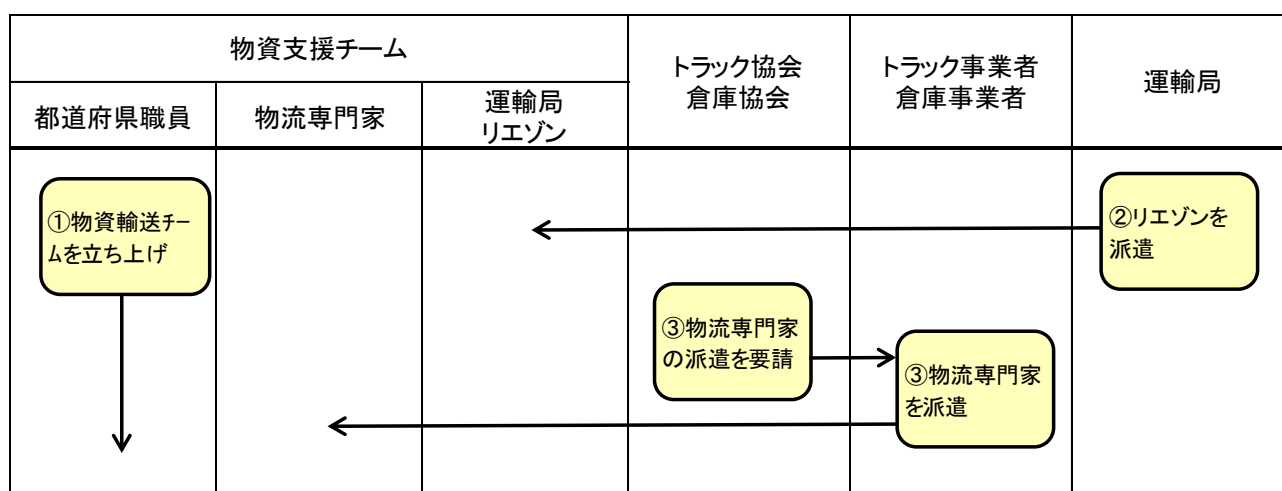 物資支援チーム
トラック協会
倉庫協会
トラック事業者
倉庫事業者
運輸局
都道府県職員
物流専門家
運輸局
リエゾン
①物資輸送ﾁｰ
ﾑを立ち上げ
②リエゾンを
派遣
③物流専門家
の派遣を要請
③物流専門家
を派遣